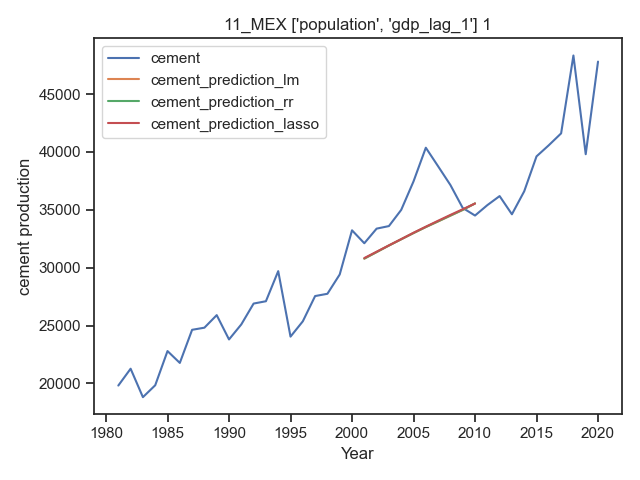 11_MEX ['population', 'gdp_lag_1'] 1
cement
cement_prediction_lm
cement_prediction_rr
cement_prediction_lasso
cement production
45000
40000
35000
30000
25000
20000
1980 1985 1990 1995 2000 2005 2010 2015 2020
Year